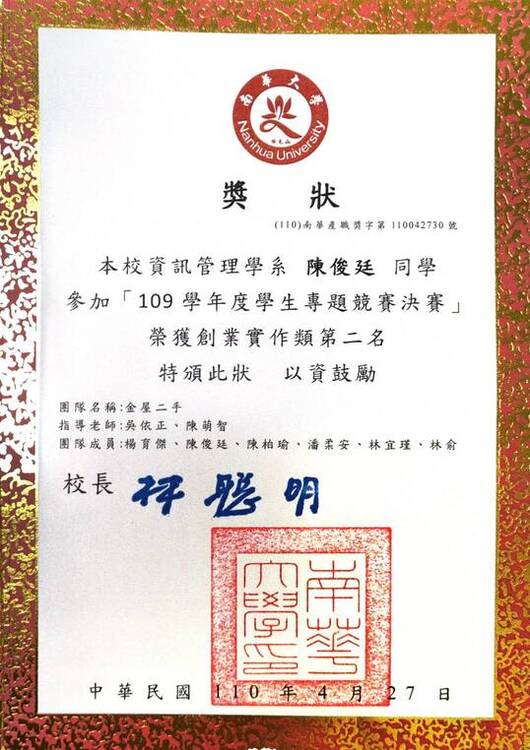 南華大學
Nanhua University
獎 狀
(110)南華產職獎字第 110042730 號
本校資訊管理學系 陳俊廷 同學
參加「109 學年度學生專題競賽決賽」
榮獲創業實作類第二名
特頒此狀 以資鼓勵
團隊名稱:金屋二手
指導老師:吳依正、陳萌智
團隊成員:楊育傑、陳俊廷、陳柏瑜、潘柔安、林宜瑾、林俞
校長 林聰明
南華大學印
中華民國 110 年 4 月 27 日